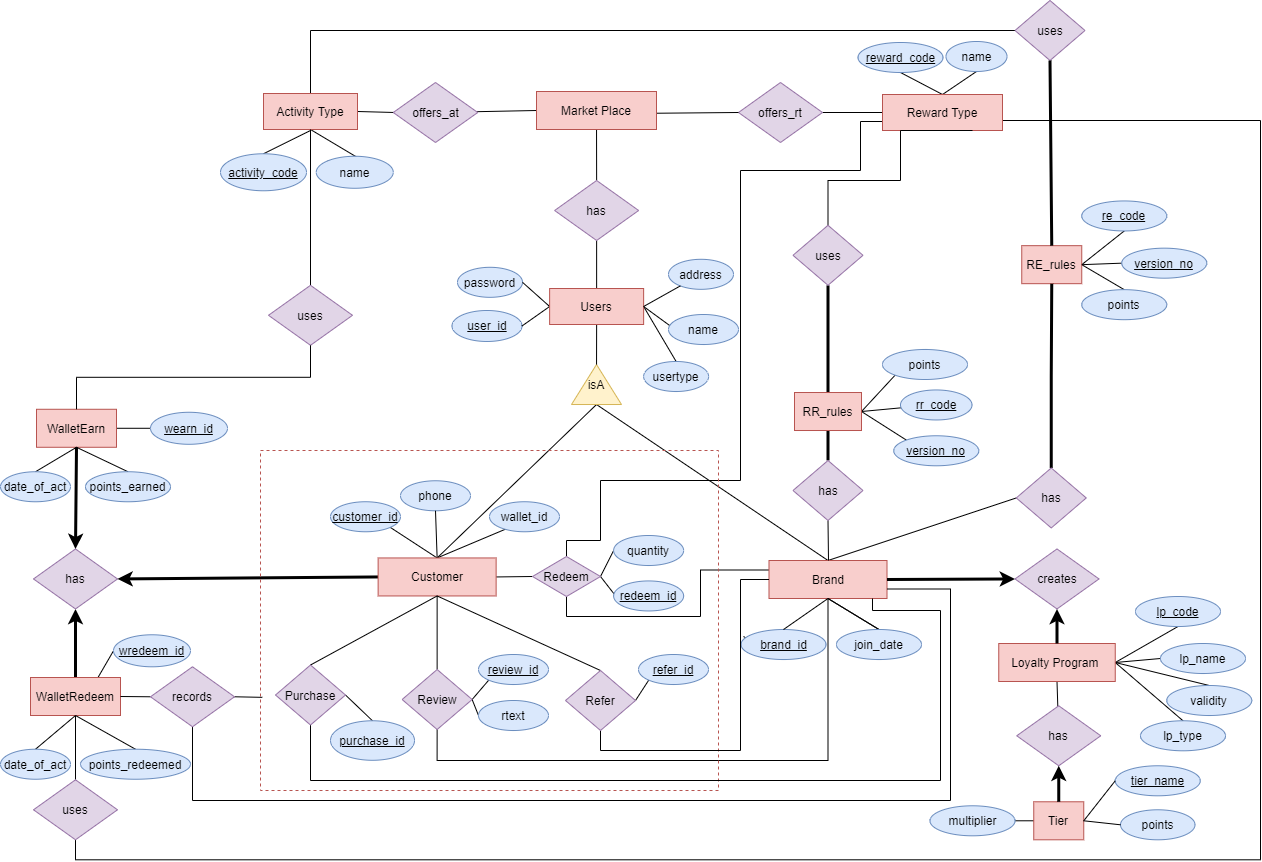 uses
reward_code
name
Activity Type
offers_at
Market Place
offers_rt
Reward Type
activity_code
name
has
re_code
uses
RE_rules
version_no
password
address
points
Users
user_id
name
uses
usertype
isA
points
rr_code
RR_rules
version_no
WalletEarn
wearn_id
date_of_act
points_earned
phone
customer_id
wallet_id
has
has
quantity
has
Customer
Redeem
redeem_id
Brand
creates
lp_code
brand_id
join_date
wredeem_id
Loyalty Program
lp_name
review_id
refer_id
WalletRedeem
records
Purchase
Review
Refer
validity
rtext
lp_type
has
purchase_id
date_of_act
points_redeemed
tier_name
uses
multiplier
Tier
points